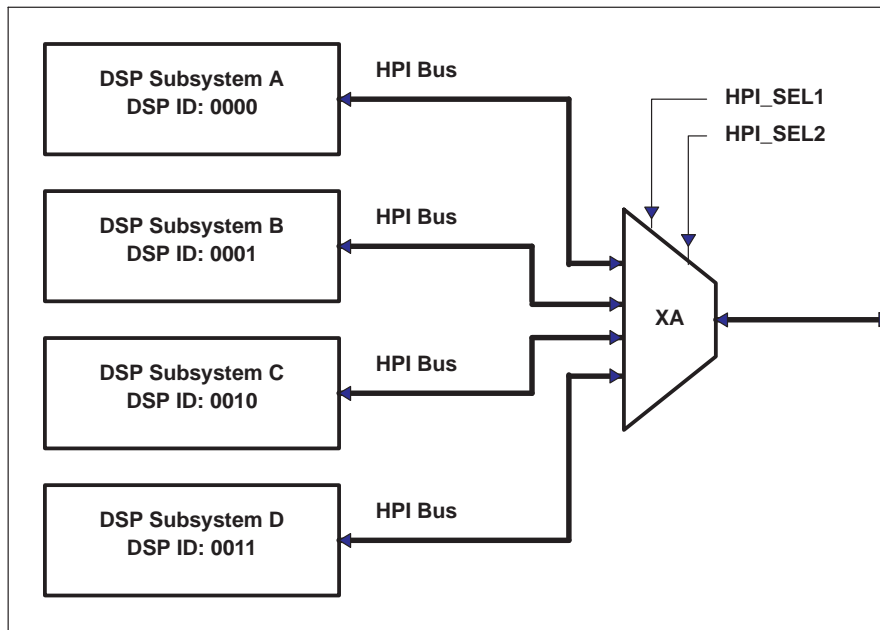 DSP Subsystem A
DSP ID: 0000
HPI Bus
HPI_SEL1
HPI_SEL2
DSP Subsystem B
DSP ID: 0001
HPI Bus
XA
DSP Subsystem C
DSP ID: 0010
HPI Bus
DSP Subsystem D
DSP ID: 0011
HPI Bus